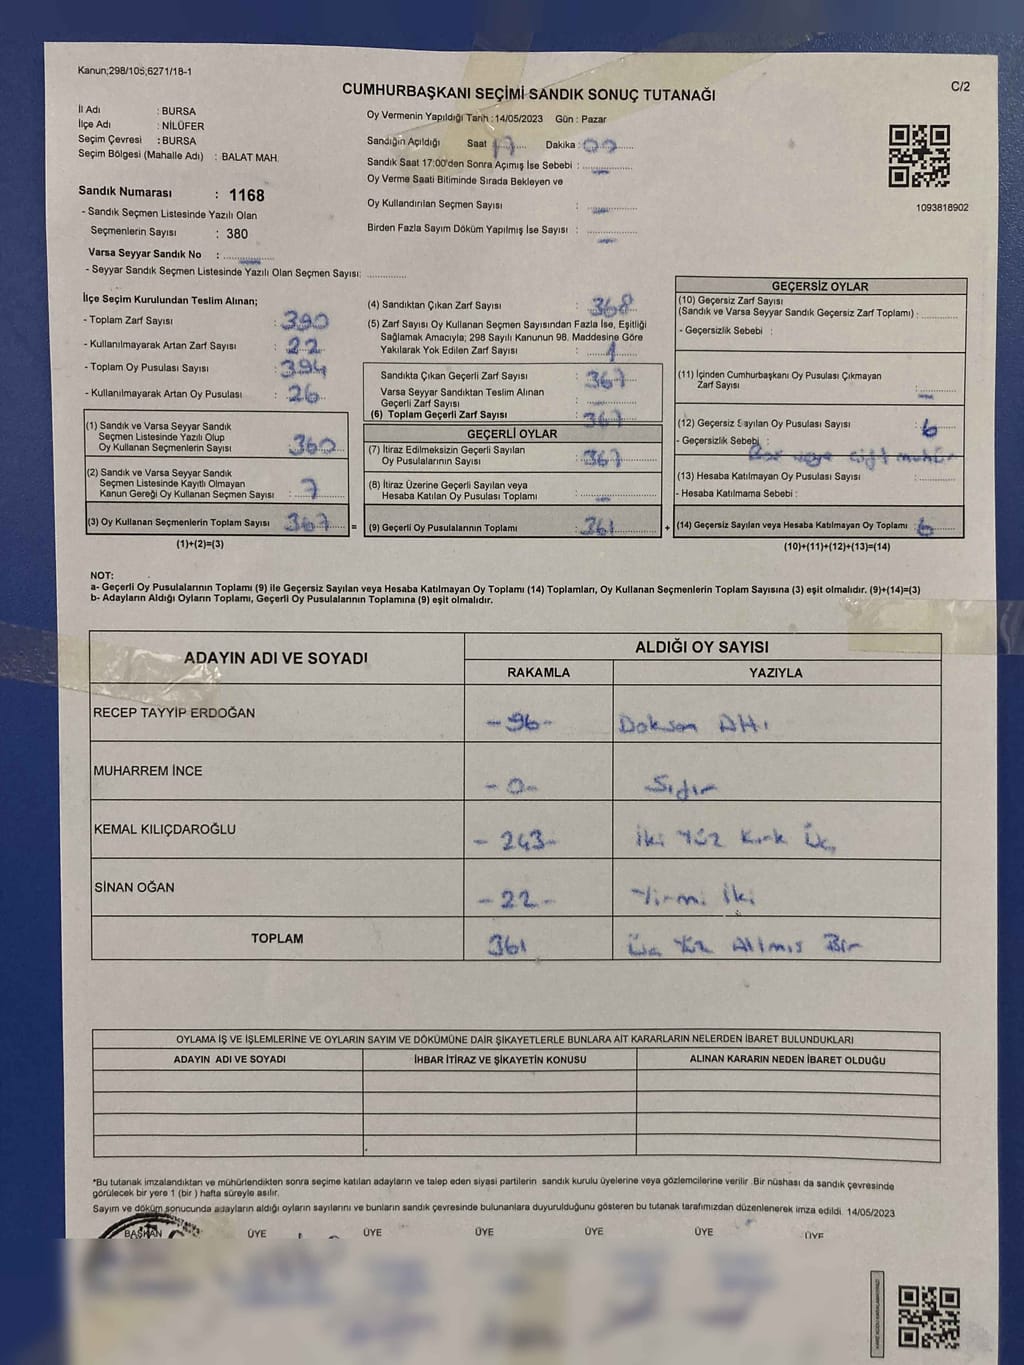 Kanun;298/105;6271/18-1
C/2
CUMHURBAŞKANI SEÇİMİ SANDIK SONUÇ TUTANAĞI
İl Adı : BURSA
İlçe Adı : NİLÜFER
Seçim Çevresi : BURSA
Seçim Bölgesi (Mahalle Adı) : BALAT MAH.
Sandık Numarası : 1168
- Sandık Seçmen Listesinde Yazılı Olan
Seçmenlerin Sayısı : 380
Varsa Seyyar Sandık No :
- Seyyar Sandık Seçmen Listesinde Yazılı Olan Seçmen Sayısı:
Oy Vermenin Yapıldığı Tarih : 14/05/2023 Gün : Pazar
Sandığın Açıldığı Saat 17 Dakika : 00
Sandık Saat 17:00'den Sonra Açımış İse Sebebi :
Oy Verme Saati Bitiminde Sırada Bekleyen ve
Oy Kullandırılan Seçmen Sayısı :
Birden Fazla Sayım Döküm Yapılmış İse Sayısı :
1093818902
İlçe Seçim Kurulundan Teslim Alınan;
- Toplam Zarf Sayısı : 390
- Kullanılmayarak Artan Zarf Sayısı : 22
- Toplam Oy Pusulası Sayısı : 394
- Kullanılmayarak Artan Oy Pusulası : 26
(1) Sandık ve Varsa Seyyar Sandık
Seçmen Listesinde Yazılı Olup
Oy Kullanan Seçmenlerin Sayısı : 360
(2) Sandık ve Varsa Seyyar Sandık
Seçmen Listesinde Kayıtlı Olmayan
Kanun Gereği Oy Kullanan Seçmen Sayısı : 7
(3) Oy Kullanan Seçmenlerin Toplam Sayısı : 367
(1)+(2)=(3)
(4) Sandıktan Çıkan Zarf Sayısı : 368
(5) Zarf Sayısı Oy Kullanan Seçmen Sayısından Fazla İse, Eşitliği
Sağlamak Amacıyla; 298 Sayılı Kanunun 98. Maddesine Göre
Yakılarak Yok Edilen Zarf Sayısı : 1
Sandıkta Çıkan Geçerli Zarf Sayısı : 367
Varsa Seyyar Sandıktan Teslim Alınan
Geçerli Zarf Sayısı :
(6) Toplam Geçerli Zarf Sayısı : 367
GEÇERLİ OYLAR
(7) İtiraz Edilmeksizin Geçerli Sayılan
Oy Pusulalarının Sayısı : 367
(8) İtiraz Üzerine Geçerli Sayılan veya
Hesaba Katılan Oy Pusulası Toplamı :
= (9) Geçerli Oy Pusulalarının Toplamı : 361 +
GEÇERSİZ OYLAR
(10) Geçersiz Zarf Sayısı
(Sandık ve Varsa Seyyar Sandık Geçersiz Zarf Toplamı) :
- Geçersizlik Sebebi :
(11) İçinden Cumhurbaşkanı Oy Pusulası Çıkmayan
Zarf Sayısı :
(12) Geçersiz Sayılan Oy Pusulası Sayısı : 6
- Geçersizlik Sebebi : Boş veya çift mühür
(13) Hesaba Katılmayan Oy Pusulası Sayısı :
- Hesaba Katılmama Sebebi :
(14) Geçersiz Sayılan veya Hesaba Katılmayan Oy Toplamı : 6
(10)+(11)+(12)+(13)=(14)
NOT:
a- Geçerli Oy Pusulalarının Toplamı (9) ile Geçersiz Sayılan veya Hesaba Katılmayan Oy Toplamı (14) Toplamları, Oy Kullanan Seçmenlerin Toplam Sayısına (3) eşit olmalıdır. (9)+(14)=(3)
b- Adayların Aldığı Oyların Toplamı, Geçerli Oy Pusulalarının Toplamına (9) eşit olmalıdır.
ADAYIN ADI VE SOYADI ALDIĞI OY SAYISI
RAKAMLA YAZIYLA
RECEP TAYYİP ERDOĞAN - 96 - Doksan Altı
MUHARREM İNCE - 0 - Sıfır
KEMAL KILIÇDAROĞLU - 243 - İki Yüz Kırk Üç
SİNAN OĞAN - 22 - Yirmi İki
TOPLAM 361 Üç Yüz Altmış Bir
OYLAMA İŞ VE İŞLEMLERİNE VE OYLARIN SAYIM VE DÖKÜMÜNE DAİR ŞİKAYETLERLE BUNLARA AİT KARARLARIN NELERDEN İBARET BULUNDUKLARI
ADAYIN ADI VE SOYADI İHBAR İTİRAZ VE ŞİKAYETİN KONUSU ALINAN KARARIN NEDEN İBARET OLDUĞU
*Bu tutanak imzalandıktan ve mühürlendikten sonra seçime katılan adayların ve talep eden siyasi partilerin sandık kurulu üyelerine veya gözlemcilerine verilir. Bir nüshası da sandık çevresinde
görülecek bir yere 1 (bir ) hafta süreyle asılır.
Sayım ve döküm sonucunda adayların aldığı oyların sayılarını ve bunların sandık çevresinde bulunanlara duyurulduğunu gösteren bu tutanak tarafımızdan düzenlenerek imza edildi. 14/05/2023
BAŞKAN ÜYE ÜYE ÜYE ÜYE ÜYE ÜYE